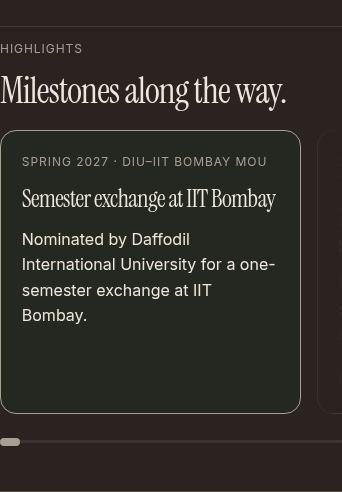 HIGHLIGHTS
Milestones along the way.
SPRING 2027 · DIU–IIT BOMBAY MOU
Semester exchange at IIT Bombay
Nominated by Daffodil
International University for a one-
semester exchange at IIT
Bombay.